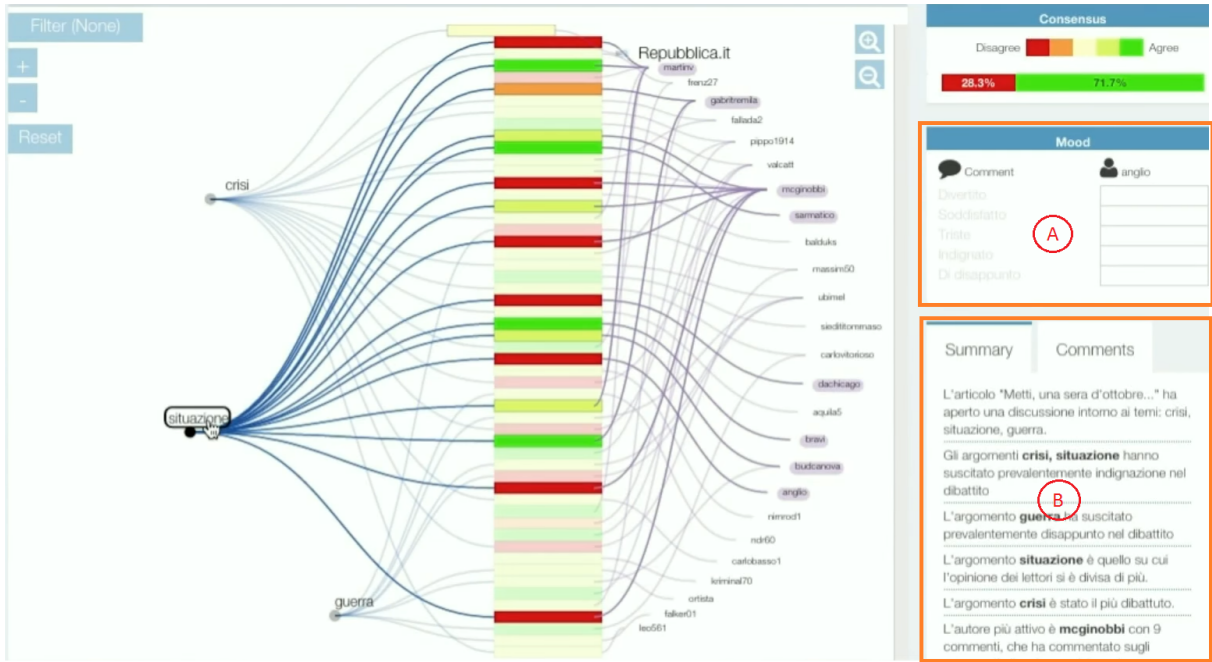 Filter (None)
+
-
Reset
crisi
situazione
guerra
Repubblica.it
martinv
franz27
gabritremila
fallada2
pippo1914
valcatt
mcginobbi
sarmatico
balduks
massim50
ubimel
siedititommaso
carlovitorioso
dachicago
aquila5
bravi
budcanova
anglio
nimrod1
ndr60
carlobasso1
kriminal70
ortista
falker01
leo561
Consensus
Disagree
Agree
28.3%
71.7%
Mood
Comment
anglio
Divertito
Soddisfatto
Triste
Indignato
Di disappunto
A
Summary
Comments
L'articolo "Metti, una sera d'ottobre..." ha
aperto una discussione intorno ai temi: crisi,
situazione, guerra.
Gli argomenti crisi, situazione hanno
suscitato prevalentemente indignazione nel
dibattito
B
L'argomento guerra ha suscitato
prevalentemente disappunto nel dibattito
L'argomento situazione è quello su cui
l'opinione dei lettori si è divisa di più.
L'argomento crisi è stato il più dibattuto.
L'autore più attivo è mcginobbi con 9
commenti, che ha commentato sugli